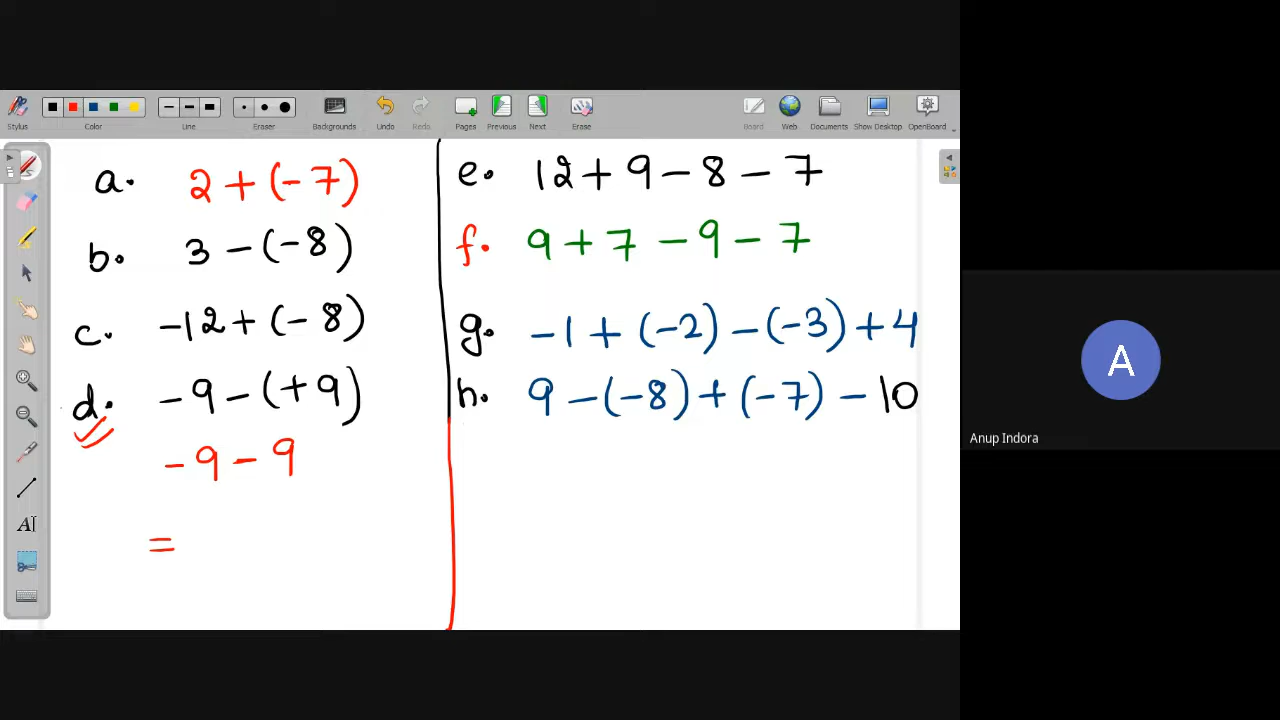 Stylus Color Line Eraser Backgrounds Undo Redo Pages Previous Next Erase Board Web Documents Show Desktop OpenBoard
a. 2 + (-7)
b. 3 - (-8)
c. -12 + (-8)
d. -9 - (+9)
-9 - 9
=
e. 12 + 9 - 8 - 7
f. 9 + 7 - 9 - 7
g. -1 + (-2) - (-3) + 4
h. 9 - (-8) + (-7) - 10
A
Anup Indora